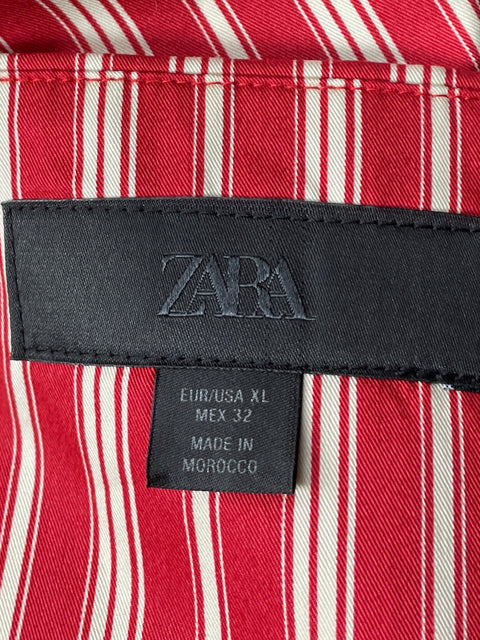 ZARA
EUR/USA XL
MEX 32
MADE IN
MOROCCO